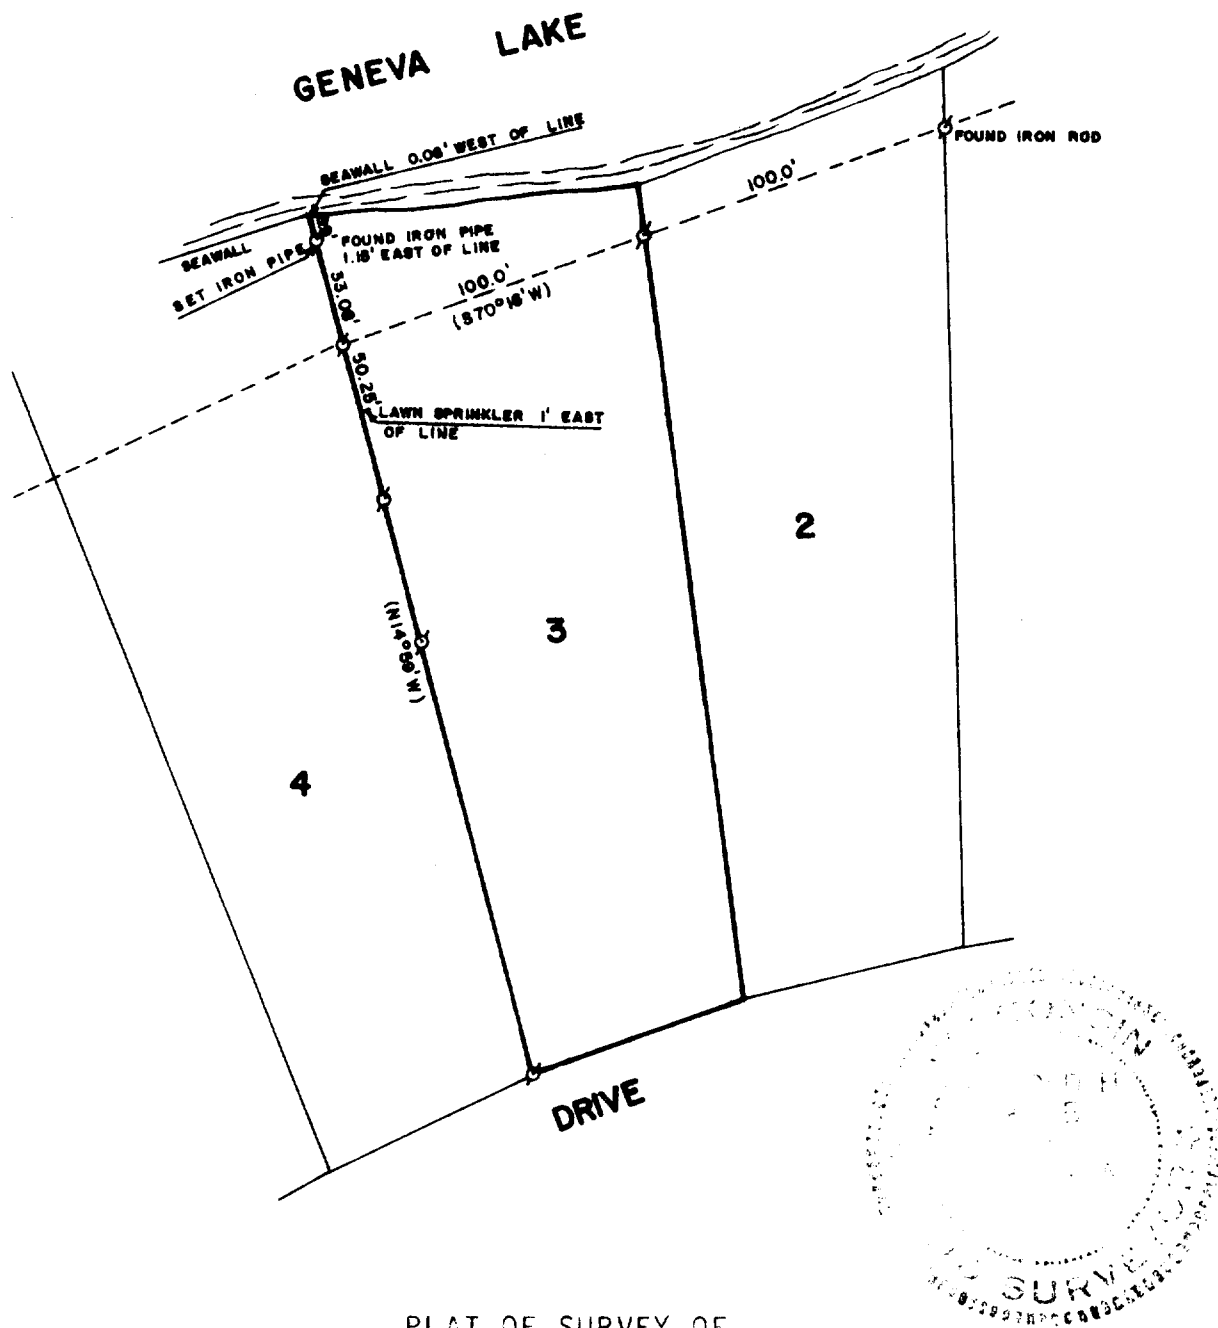 GENEVA LAKE
SEAWALL 0.08' WEST OF LINE
FOUND IRON ROD
100.0'
SEAWALL
SET IRON PIPE
FOUND IRON PIPE
1.18' EAST OF LINE
53.08'
100.0'
(S70°18'W)
50.25'
LAWN SPRINKLER 1' EAST
OF LINE
2
3
(N14°59'W)
4
DRIVE
SURVEYOR
PLAT OF SURVEY OF